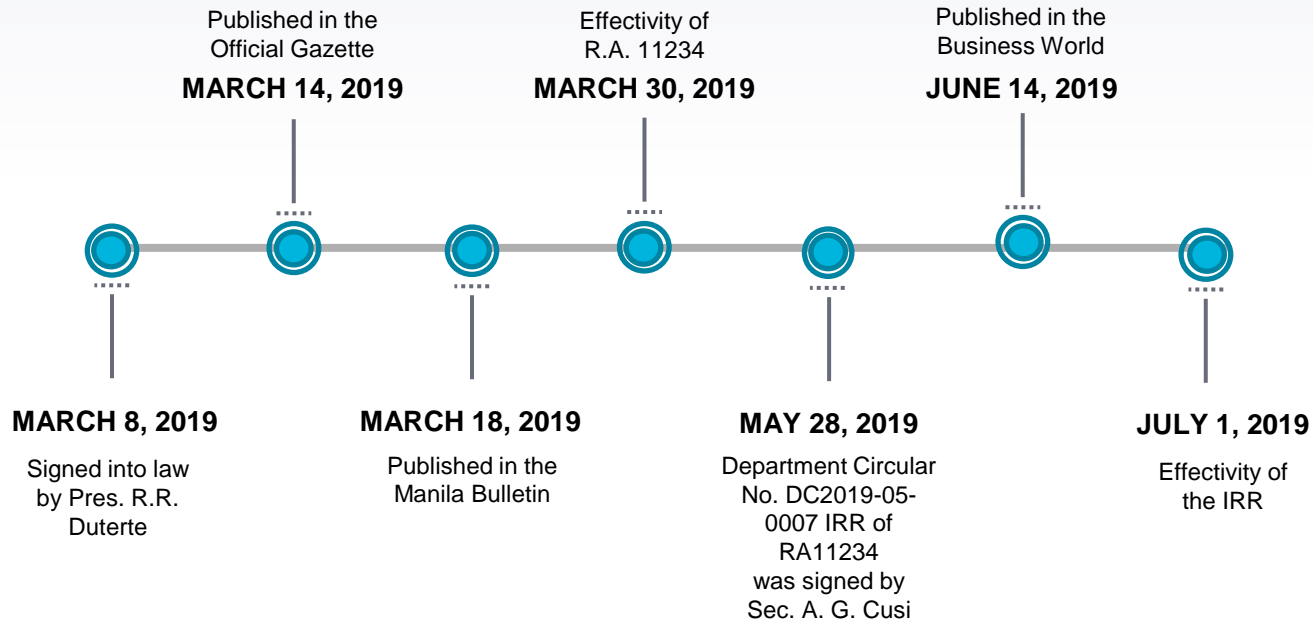 Published in the
Official Gazette
MARCH 14, 2019
Effectivity of
R.A. 11234
MARCH 30, 2019
Published in the
Business World
JUNE 14, 2019
MARCH 8, 2019
Signed into law
by Pres. R.R.
Duterte
MARCH 18, 2019
Published in the
Manila Bulletin
MAY 28, 2019
Department Circular
No. DC2019-05-
0007 IRR of
RA11234
was signed by
Sec. A. G. Cusi
JULY 1, 2019
Effectivity of
the IRR